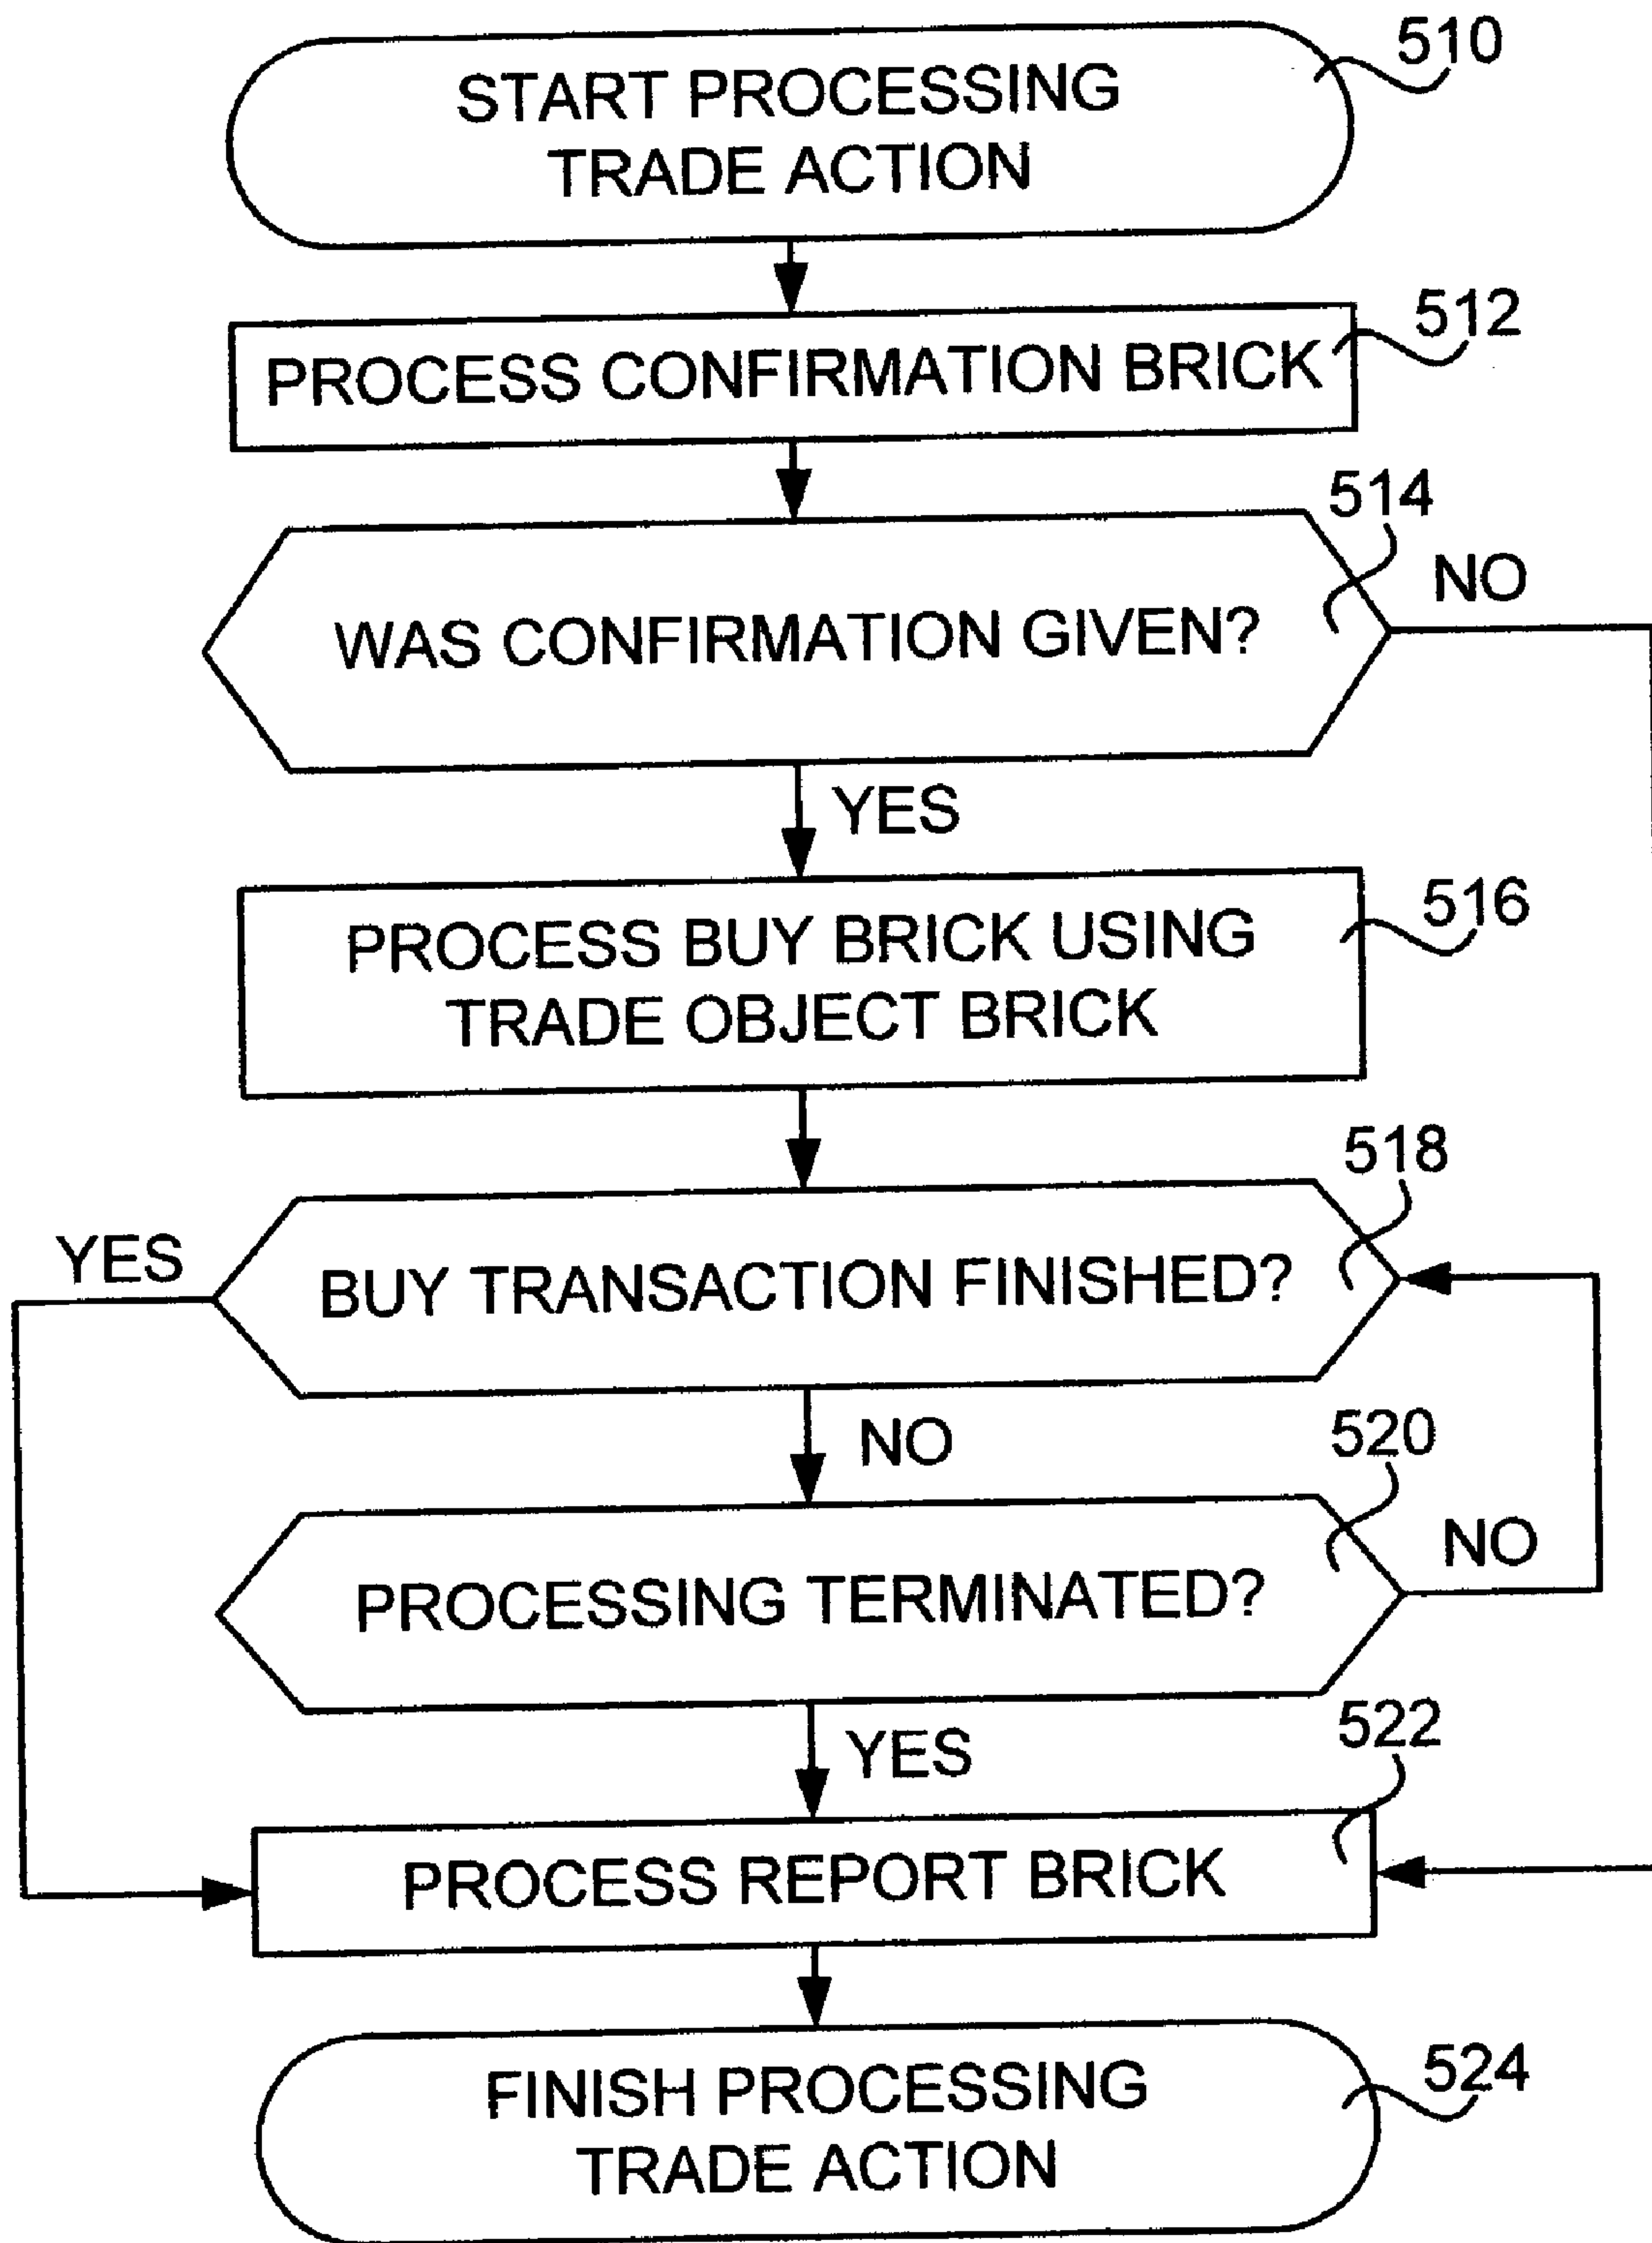 510
START PROCESSING
TRADE ACTION
512
PROCESS CONFIRMATION BRICK
514
NO
WAS CONFIRMATION GIVEN?
YES
516
PROCESS BUY BRICK USING
TRADE OBJECT BRICK
518
YES
BUY TRANSACTION FINISHED?
NO
520
NO
PROCESSING TERMINATED?
522
YES
PROCESS REPORT BRICK
524
FINISH PROCESSING
TRADE ACTION